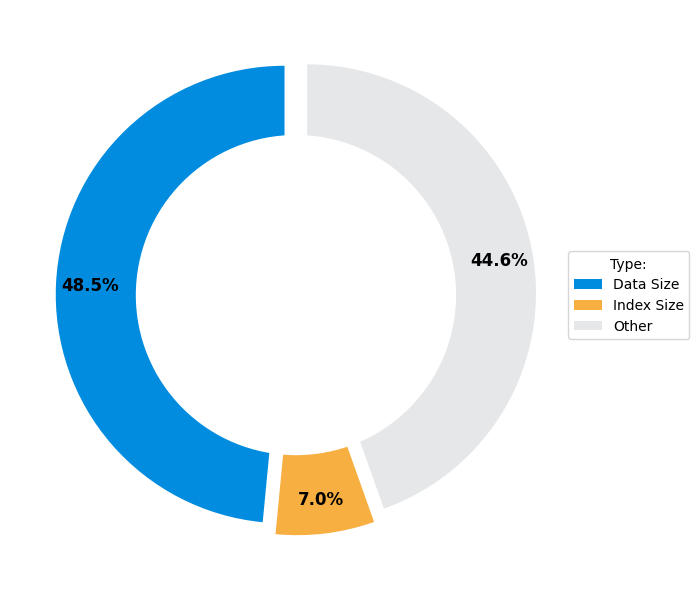 44.6%
48.5%
7.0%
Type:
Data Size
Index Size
Other